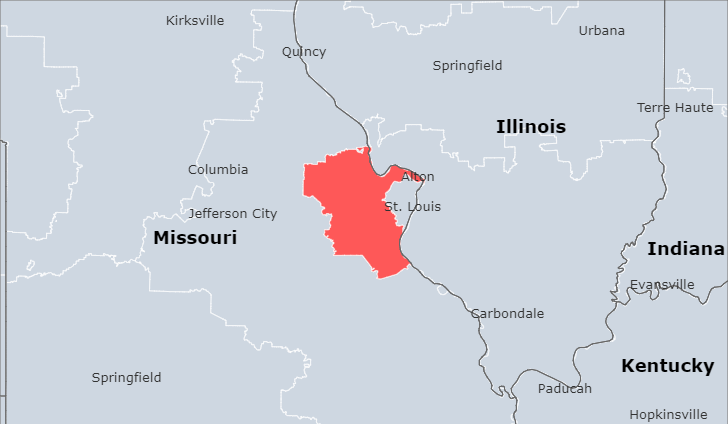 Kirksville
Urbana
Quincy
Springfield
Terre Haute
Illinois
Columbia
Alton
St. Louis
Jefferson City
Missouri
Indiana
Evansville
Carbondale
Kentucky
Springfield
Paducah
Hopkinsville